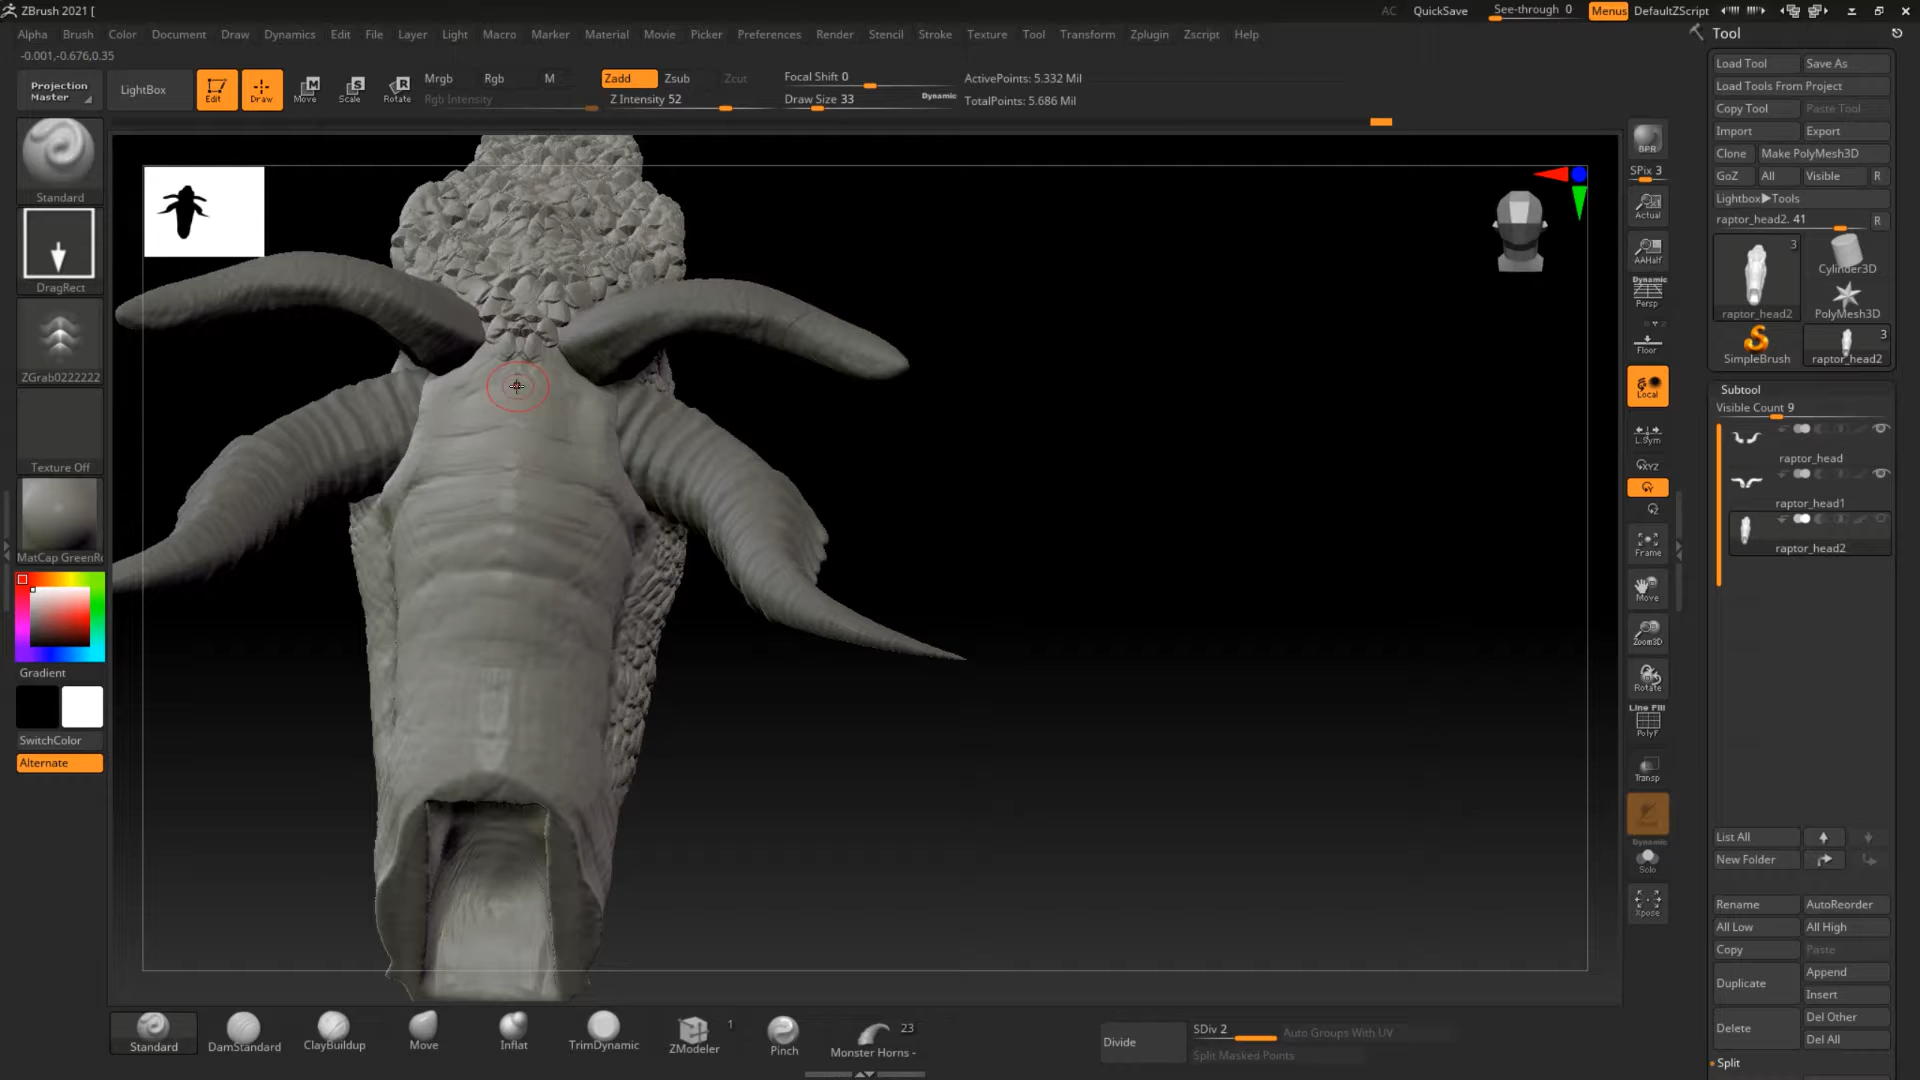 ZBrush 2021 [
AC
QuickSave
See-through 0
Menus
DefaultZScript
Alpha Brush Color Document Draw Dynamics Edit File Layer Light Macro Marker Material Movie Picker Preferences Render Stencil Stroke Texture Tool Transform Zplugin Zscript Help
-0.001,-0.676,0.35
Projection
Master
LightBox
Edit
Draw
Move
Scale
Rotate
Mrgb Rgb M
Rgb Intensity
Zadd Zsub Zcut
Z Intensity 52
Focal Shift 0
Draw Size 33
Dynamic
ActivePoints: 5.332 Mil
TotalPoints: 5.686 Mil
Standard
DragRect
ZGrab0222222
Texture Off
MatCap GreenRo
Gradient
SwitchColor
Alternate
BPR
SPix 3
Actual
AAHalf
Dynamic
Persp
Floor
Local
L.Sym
XYZ
Y
Z
Frame
Move
Zoom3D
Rotate
Line Fill
PolyF
Transp
Dynamic
Solo
Xpose
Tool
Load Tool Save As
Load Tools From Project
Copy Tool Paste Tool
Import Export
Clone Make PolyMesh3D
GoZ All Visible R
Lightbox▶Tools
raptor_head2. 41 R
3
raptor_head2
Cylinder3D
PolyMesh3D
SimpleBrush
3
raptor_head2
Subtool
Visible Count 9
raptor_head
raptor_head1
raptor_head2
List All
New Folder
Rename AutoReorder
All Low All High
Copy Paste
Duplicate Append
Insert
Delete Del Other
Del All
Split
Standard
DamStandard
ClayBuildup
Move
Inflat
TrimDynamic
1
ZModeler
Pinch
23
Monster Horns -
Divide
SDiv 2
Auto Groups With UV
Split Masked Points